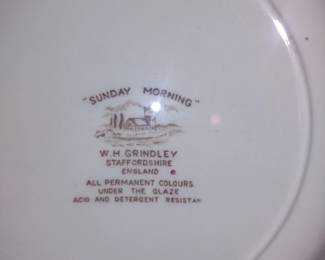 "SUNDAY MORNING"
W.H. GRINDLEY
STAFFORDSHIRE
ENGLAND
ALL PERMANENT COLOURS
UNDER THE GLAZE
ACID AND DETERGENT RESISTAN